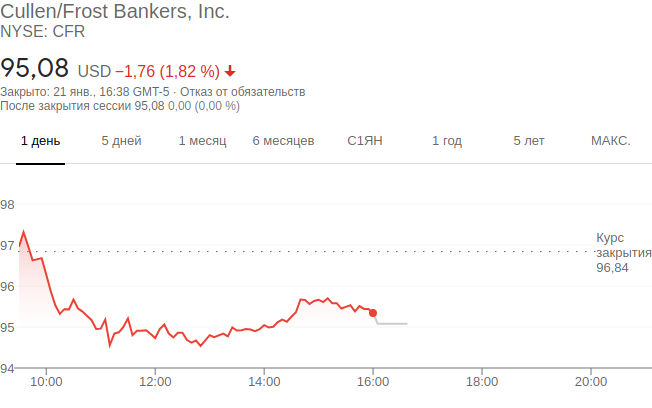 Cullen/Frost Bankers, Inc.
NYSE: CFR
95,08 USD −1,76 (1,82 %)
Закрыто: 21 янв., 16:38 GMT-5 · Отказ от обязательств
После закрытия сессии 95,08 0,00 (0,00 %)
1 день 5 дней 1 месяц 6 месяцев С1ЯН 1 год 5 лет МАКС.
98
97
96
95
94
Курс
закрытия
96,84
10:00 12:00 14:00 16:00 18:00 20:00